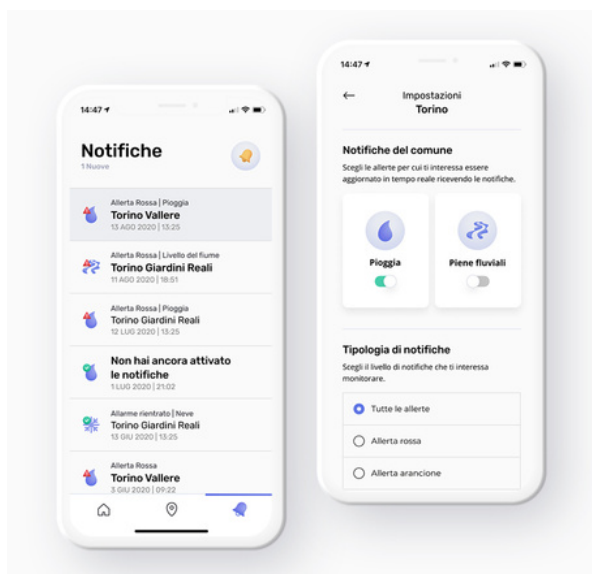 14:47
Notifiche
1 Nuove
Allerta Rossa | Pioggia
Torino Vallere
13 AGO 2020 | 13:25
Allerta Rossa | Livello del fiume
Torino Giardini Reali
11 AGO 2020 | 18:51
Allerta Rossa | Pioggia
Torino Giardini Reali
12 LUG 2020 | 13:25
Non hai ancora attivato
le notifiche
1 LUG 2020 | 21:02
Allarme rientrato | Neve
Torino Giardini Reali
13 GIU 2020 | 13:25
Allerta Rossa
Torino Vallere
3 GIU 2020 | 09:22
14:47
Impostazioni
Torino
Notifiche del comune
Scegli le allerte per cui ti interessa essere
aggiornato in tempo reale ricevendo le notifiche.
Pioggia
Piene fluviali
Tipologia di notifiche
Scegli il livello di notifiche che ti interessa
monitorare.
Tutte le allerte
Allerta rossa
Allerta arancione